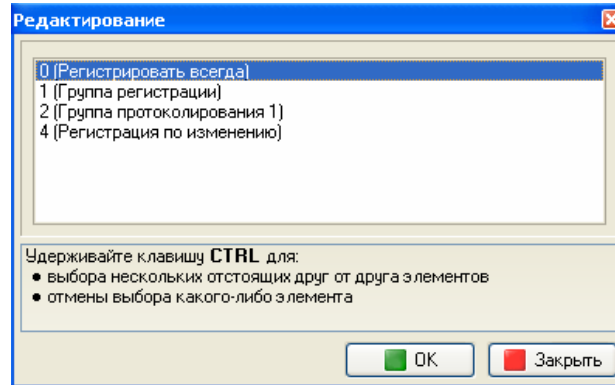 Редактирование
0 (Регистрировать всегда)
1 (Группа регистрации)
2 (Группа протоколирования 1)
4 (Регистрация по изменению)
Удерживайте клавишу CTRL для:
● выбора нескольких отстоящих друг от друга элементов
● отмены выбора какого-либо элемента
OK Закрыть